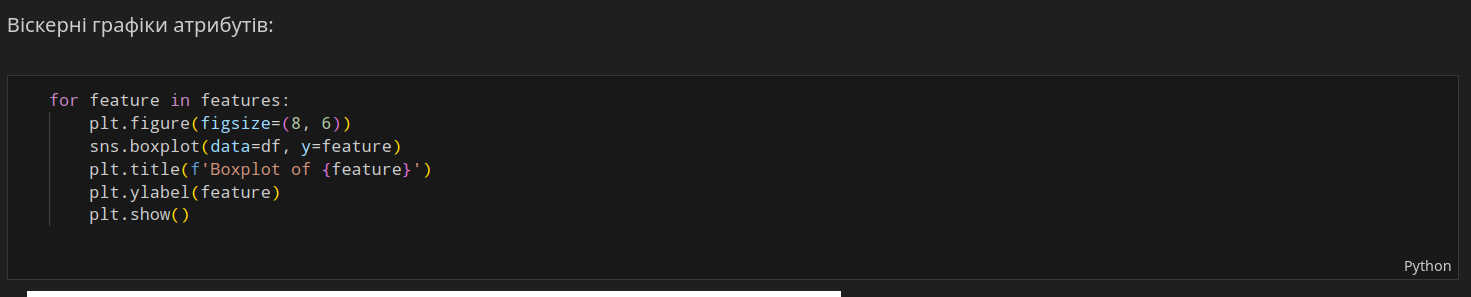 Віскерні графіки атрибутів:
for feature in features:
    plt.figure(figsize=(8, 6))
    sns.boxplot(data=df, y=feature)
    plt.title(f'Boxplot of {feature}')
    plt.ylabel(feature)
    plt.show()
Python